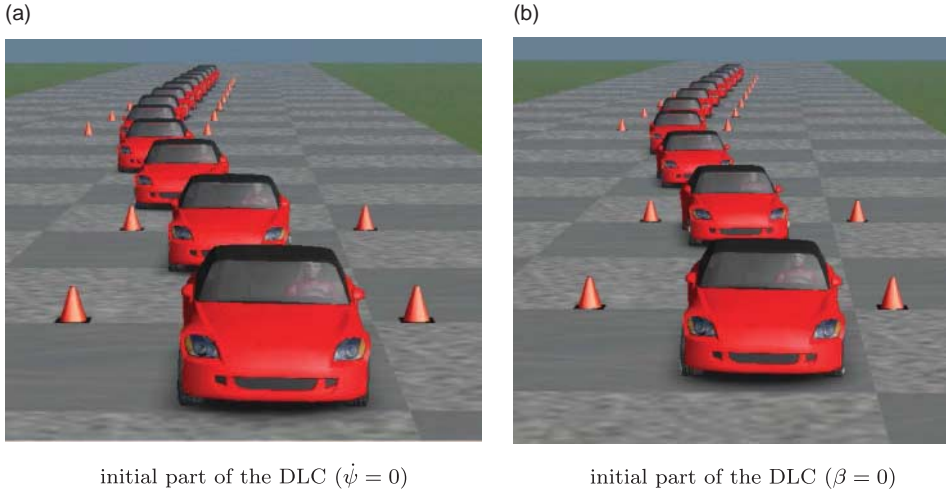 (a)
(b)
initial part of the DLC (ψ̇ = 0)
initial part of the DLC (β = 0)